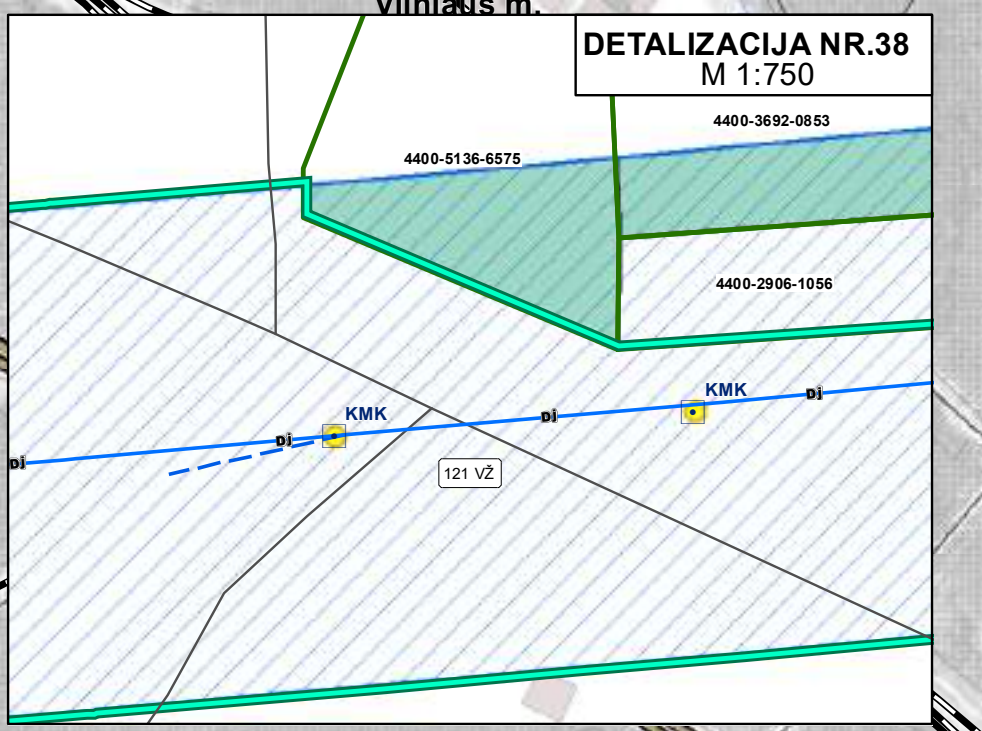 Vilniaus m.
DETALIZACIJA NR.38
M 1:750
4400-3692-0853
4400-5136-6575
4400-2906-1056
KMK
Dj
Dj
KMK
Dj
Dj
121 VŽ